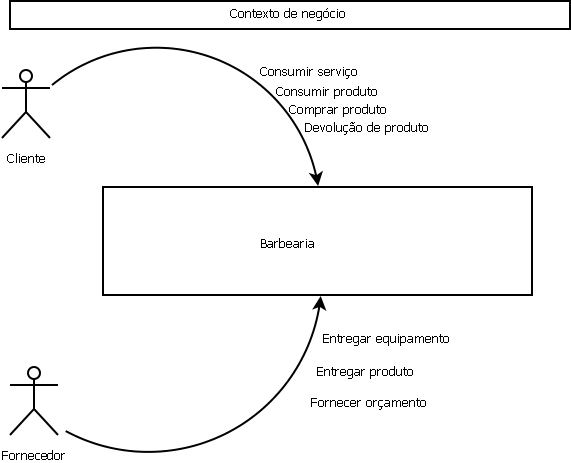 Contexto de negócio
Consumir serviço
Consumir produto
Comprar produto
Devolução de produto
Cliente
Barbearia
Entregar equipamento
Entregar produto
Fornecer orçamento
Fornecedor